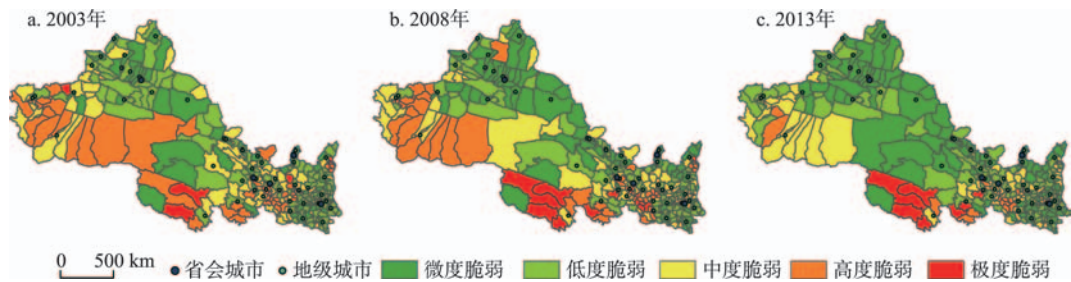 a. 2003年
b. 2008年
c. 2013年
0 500 km 省会城市 地级城市 微度脆弱 低度脆弱 中度脆弱 高度脆弱 极度脆弱